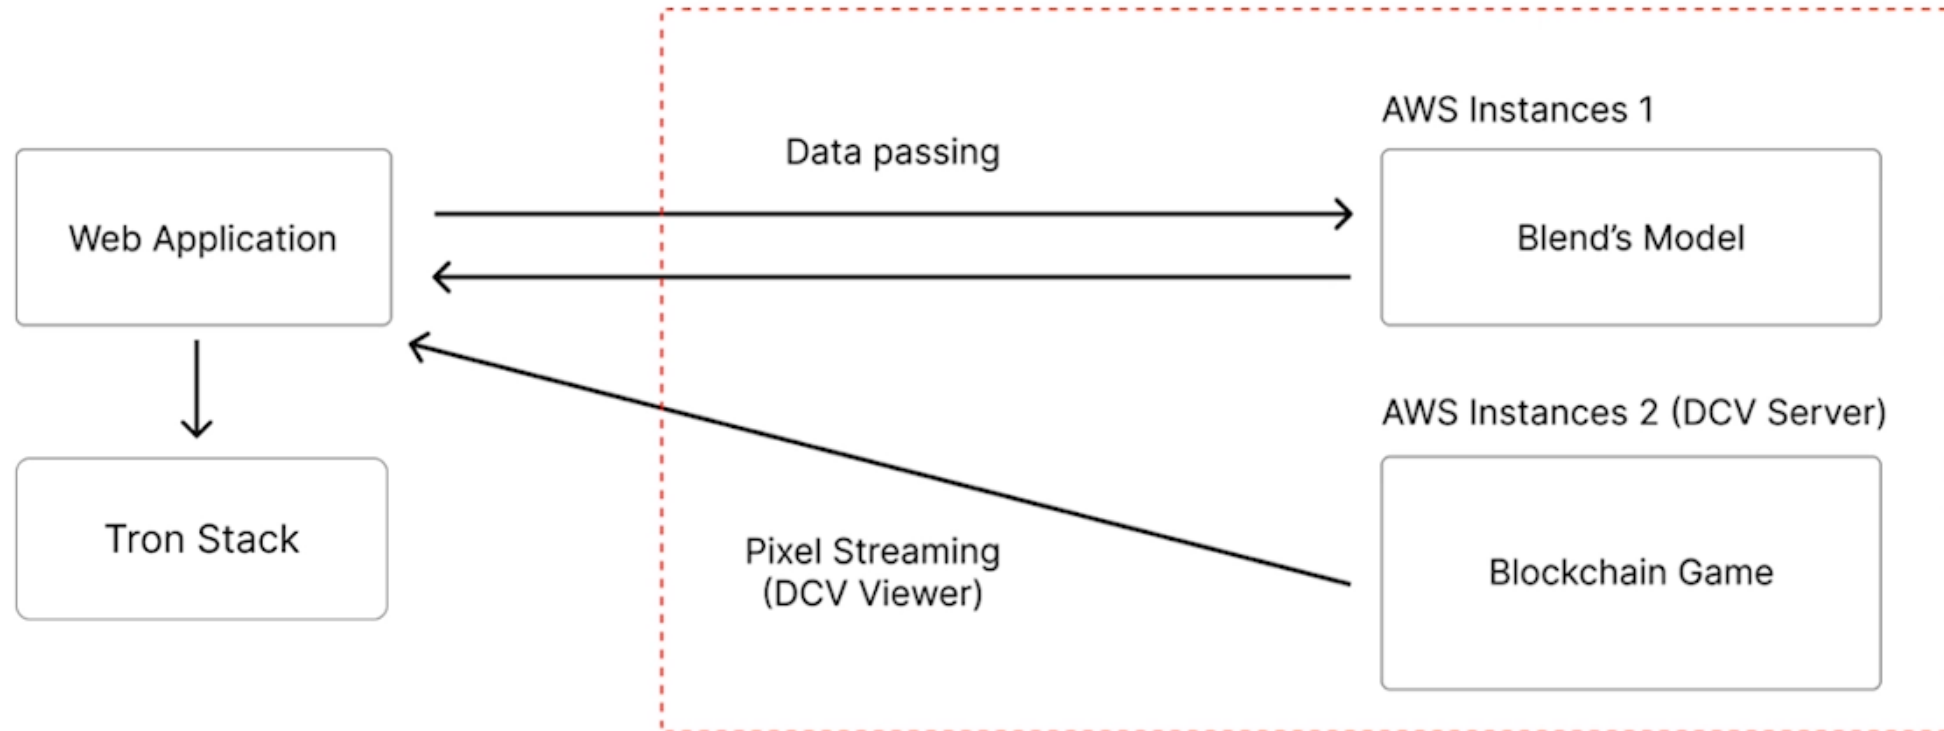 AWS Instances 1
Data passing
Web Application
Blend’s Model
AWS Instances 2 (DCV Server)
Tron Stack
Pixel Streaming
(DCV Viewer)
Blockchain Game